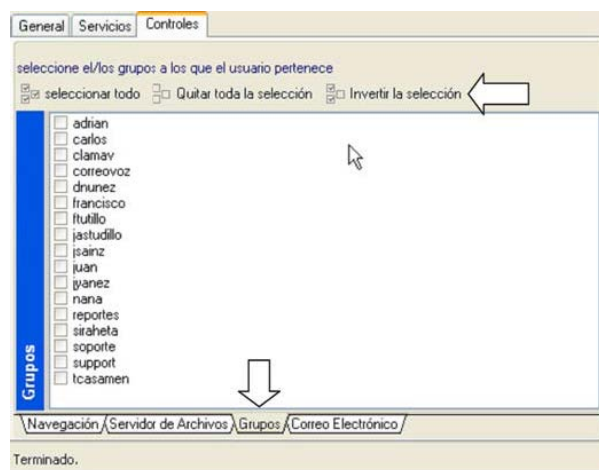 General Servicios Controles
seleccione el/los grupos a los que el usuario pertenece
seleccionar todo Quitar toda la selección Invertir la selección
adrian
carlos
clamav
correovoz
dnunez
francisco
ftutillo
jastudillo
jsainz
juan
jyanez
nana
reportes
siraheta
soporte
support
tcasamen
Grupos
Navegación Servidor de Archivos Grupos Correo Electrónico
Terminado.